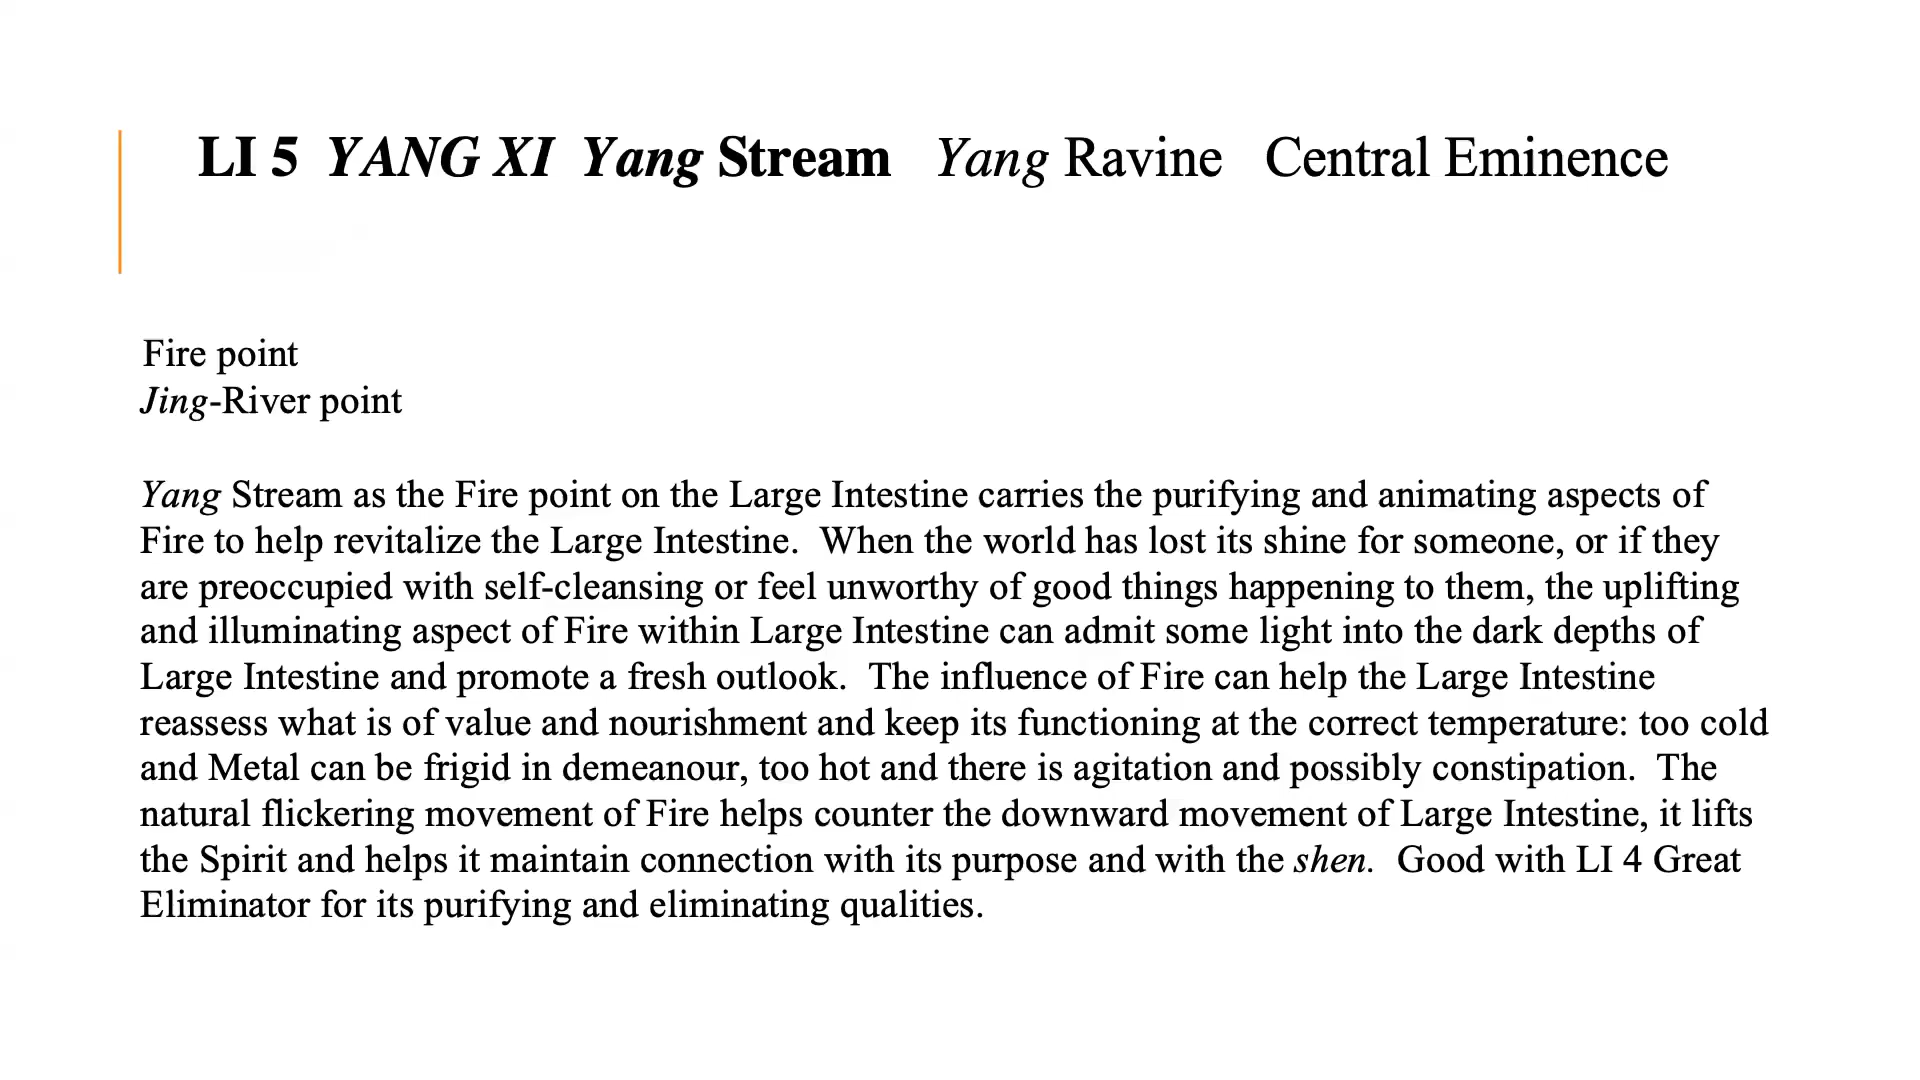 LI 5 YANG XI Yang Stream Yang Ravine Central Eminence
Fire point
Jing-River point
Yang Stream as the Fire point on the Large Intestine carries the purifying and animating aspects of
Fire to help revitalize the Large Intestine. When the world has lost its shine for someone, or if they
are preoccupied with self-cleansing or feel unworthy of good things happening to them, the uplifting
and illuminating aspect of Fire within Large Intestine can admit some light into the dark depths of
Large Intestine and promote a fresh outlook. The influence of Fire can help the Large Intestine
reassess what is of value and nourishment and keep its functioning at the correct temperature: too cold
and Metal can be frigid in demeanour, too hot and there is agitation and possibly constipation. The
natural flickering movement of Fire helps counter the downward movement of Large Intestine, it lifts
the Spirit and helps it maintain connection with its purpose and with the shen. Good with LI 4 Great
Eliminator for its purifying and eliminating qualities.